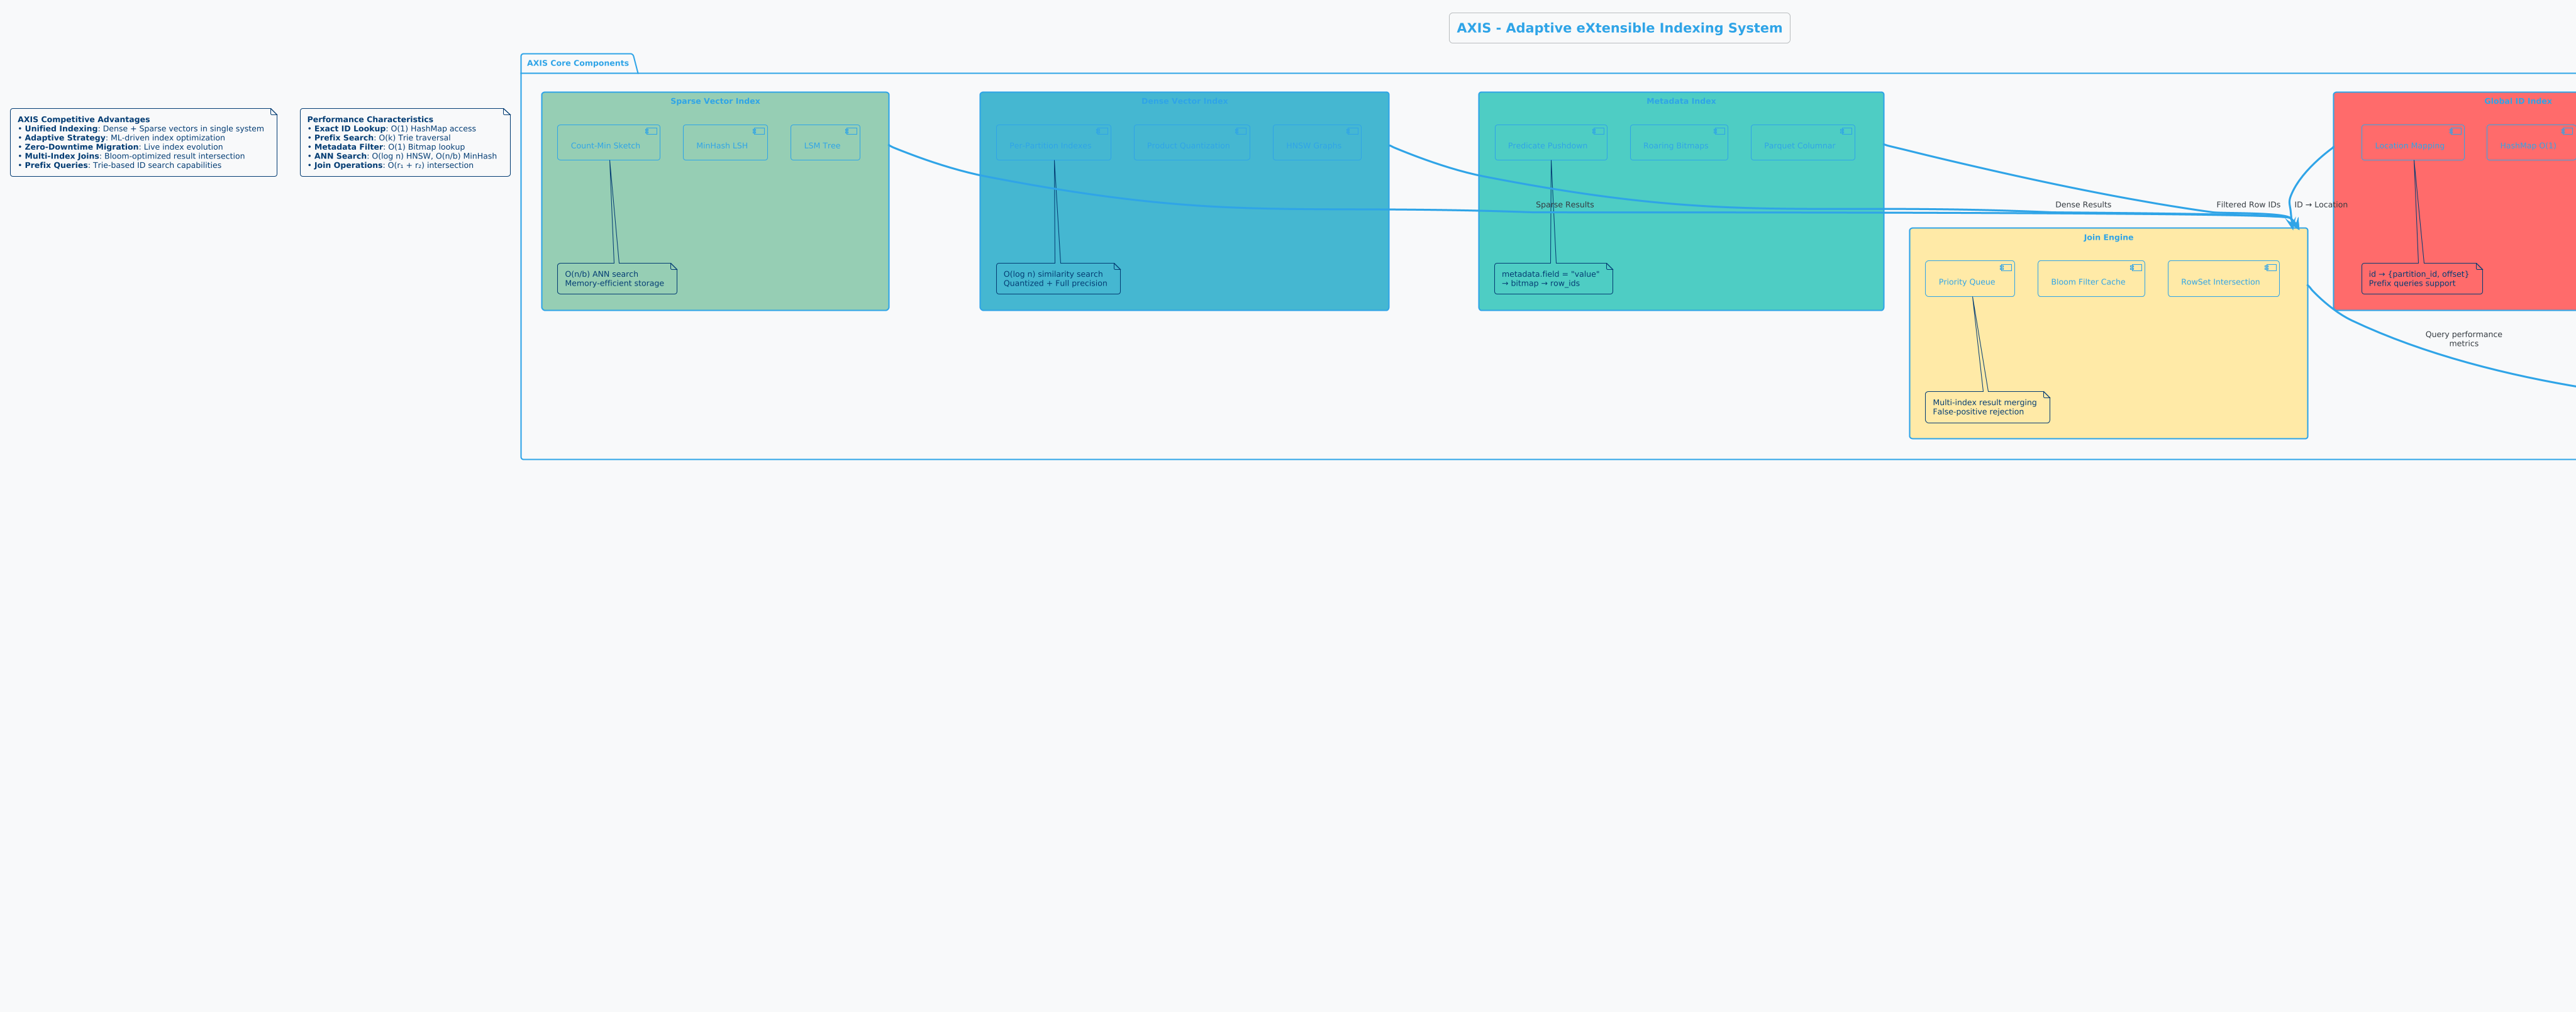 AXIS - Adaptive eXtensible Indexing System
AXIS Core Components
AXIS Competitive Advantages
• Unified Indexing: Dense + Sparse vectors in single system
• Adaptive Strategy: ML-driven index optimization
• Zero-Downtime Migration: Live index evolution
• Multi-Index Joins: Bloom-optimized result intersection
• Prefix Queries: Trie-based ID search capabilities
Performance Characteristics
• Exact ID Lookup: O(1) HashMap access
• Prefix Search: O(k) Trie traversal
• Metadata Filter: O(1) Bitmap lookup
• ANN Search: O(log n) HNSW, O(n/b) MinHash
• Join Operations: O(r₁ + r₂) intersection
Sparse Vector Index
Count-Min Sketch
MinHash LSH
LSM Tree
O(n/b) ANN search
Memory-efficient storage
Dense Vector Index
Per-Partition Indexes
Product Quantization
HNSW Graphs
O(log n) similarity search
Quantized + Full precision
Metadata Index
Predicate Pushdown
Roaring Bitmaps
Parquet Columnar
metadata.field = "value"
→ bitmap → row_ids
Global ID Index
Location Mapping
HashMap O(1)
id → {partition_id, offset}
Prefix queries support
Sparse Results
Dense Results
Filtered Row IDs
ID → Location
Join Engine
Priority Queue
Bloom Filter Cache
RowSet Intersection
Multi-index result merging
False-positive rejection
Query performance
metrics